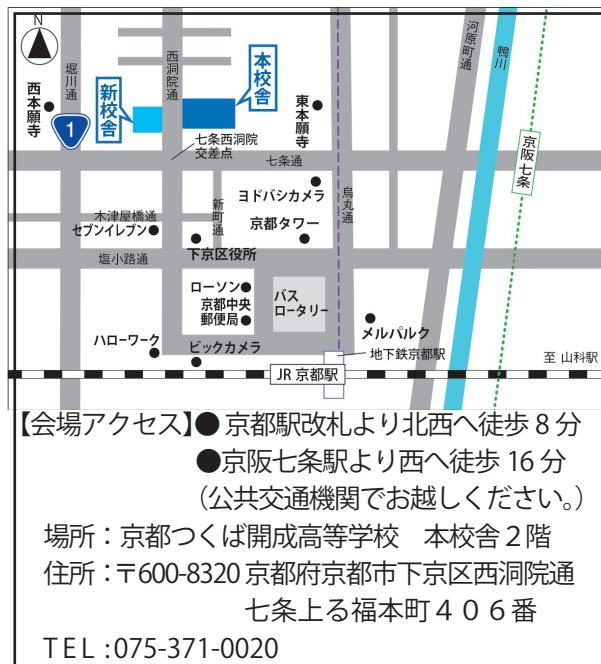 N
堀川通
西洞院通
河原町通
鴨川
本校舎
新校舎
西本願寺
1
東本願寺
七条西洞院
交差点
七条通
京阪七条
ヨドバシカメラ
烏丸通
新町通
木津屋橋通
セブンイレブン
京都タワー
下京区役所
塩小路通
ローソン
京都中央
郵便局
バス
ロータリー
メルパルク
ハローワーク
ビックカメラ
地下鉄京都駅
至 山科駅
JR 京都駅
【会場アクセス】● 京都駅改札より北西へ徒歩 8 分
●京阪七条駅より西へ徒歩 16 分
（公共交通機関でお越しください。）
場所：京都つくば開成高等学校　本校舎２階
住所：〒600-8320 京都府京都市下京区西洞院通
七条上る福本町４０６番
TEL :075-371-0020